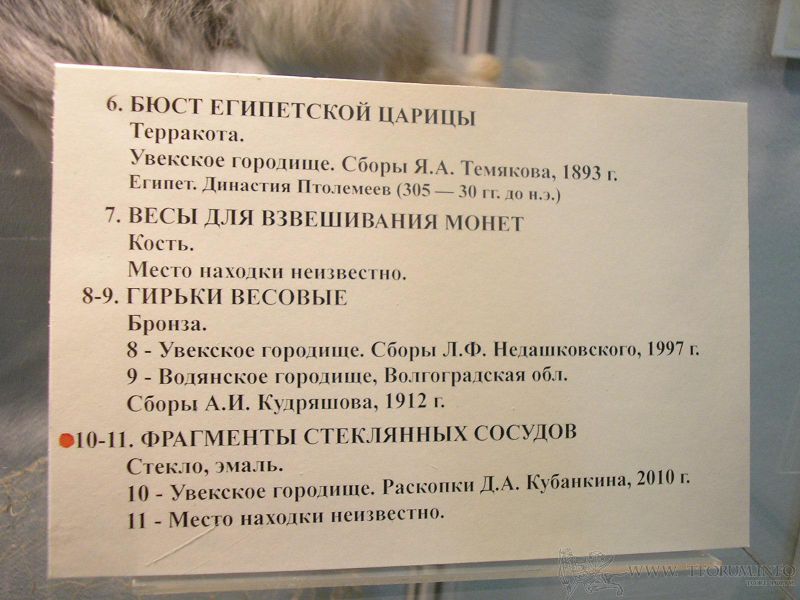 6. БЮСТ ЕГИПЕТСКОЙ ЦАРИЦЫ
Терракота.
Увекское городище. Сборы Я.А. Темякова, 1893 г.
Египет. Династия Птолемеев (305 — 30 гг. до н.э.)
7. ВЕСЫ ДЛЯ ВЗВЕШИВАНИЯ МОНЕТ
Кость.
Место находки неизвестно.
8-9. ГИРЬКИ ВЕСОВЫЕ
Бронза.
8 - Увекское городище. Сборы Л.Ф. Недашковского, 1997 г.
9 - Водянское городище, Волгоградская обл.
Сборы А.И. Кудряшова, 1912 г.
10-11. ФРАГМЕНТЫ СТЕКЛЯННЫХ СОСУДОВ
Стекло, эмаль.
10 - Увекское городище. Раскопки Д.А. Кубанкина, 2010 г.
11 - Место находки неизвестно.
WWW.TFORUM.INFO